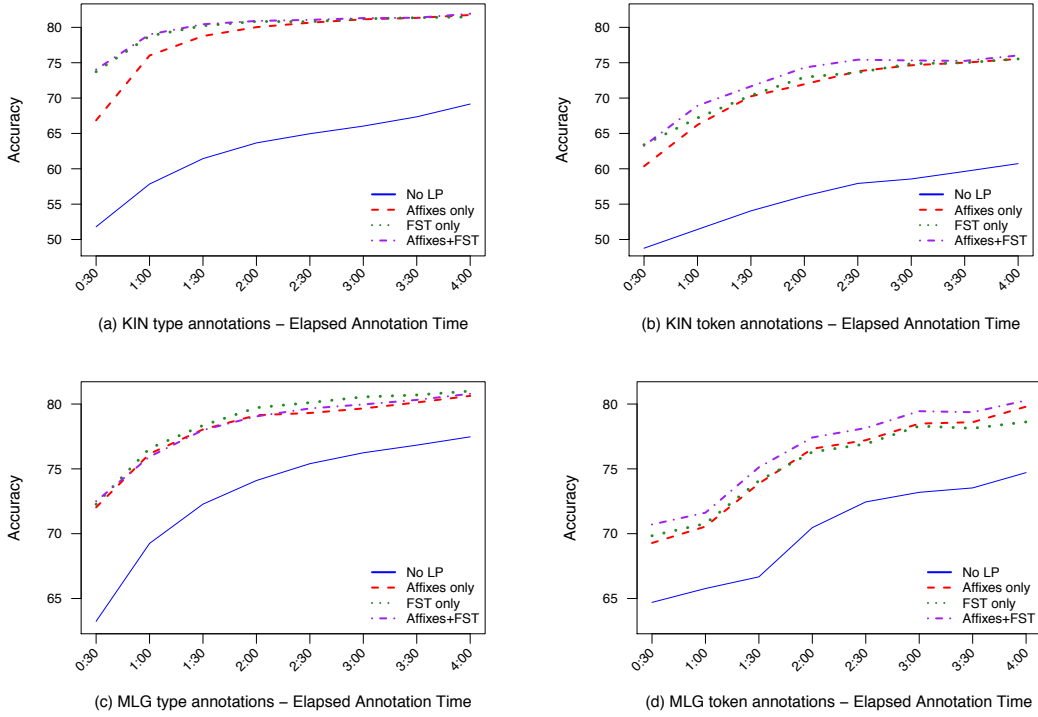 Accuracy
80
75
70
65
60
55
50
No LP
Affixes only
FST only
Affixes+FST
0:30
1:00
1:30
2:00
2:30
3:00
3:30
4:00
(a) KIN type annotations – Elapsed Annotation Time
Accuracy
80
75
70
65
60
55
50
No LP
Affixes only
FST only
Affixes+FST
0:30
1:00
1:30
2:00
2:30
3:00
3:30
4:00
(b) KIN token annotations – Elapsed Annotation Time
Accuracy
80
75
70
65
No LP
Affixes only
FST only
Affixes+FST
0:30
1:00
1:30
2:00
2:30
3:00
3:30
4:00
(c) MLG type annotations – Elapsed Annotation Time
Accuracy
80
75
70
65
No LP
Affixes only
FST only
Affixes+FST
0:30
1:00
1:30
2:00
2:30
3:00
3:30
4:00
(d) MLG token annotations – Elapsed Annotation Time